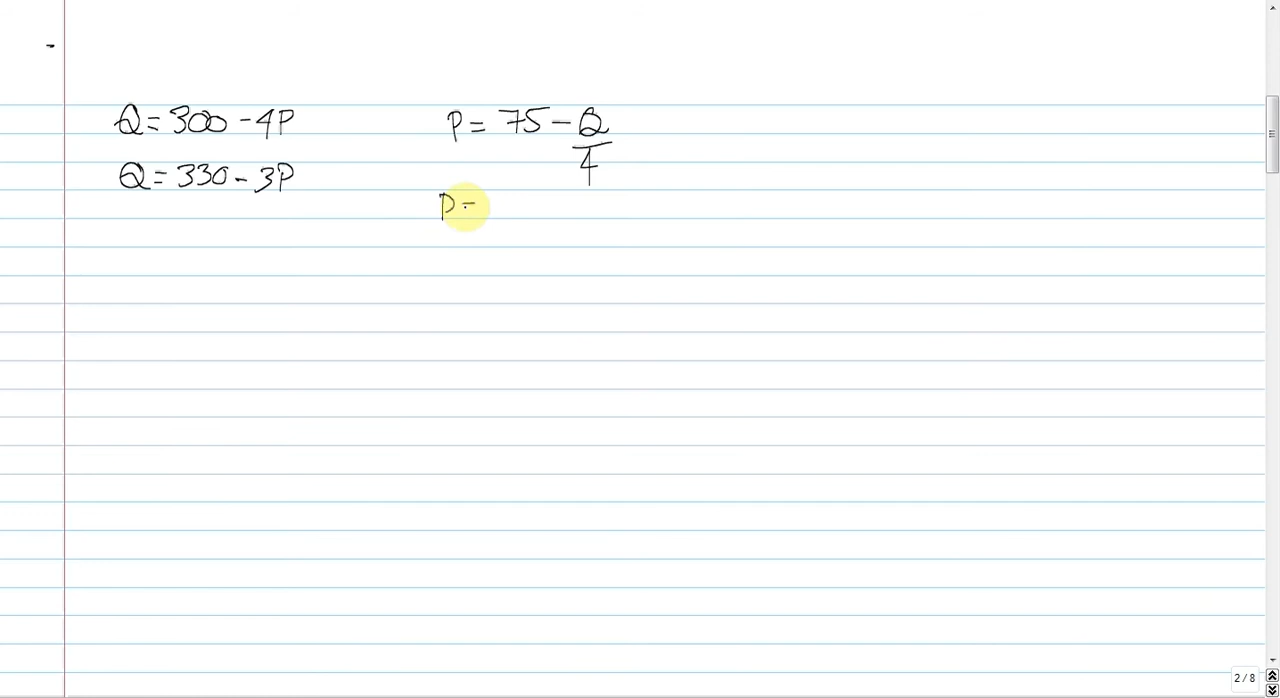 Q = 300 - 4P
P = 75 - Q/4
Q = 330 - 3P
P =
2 / 8